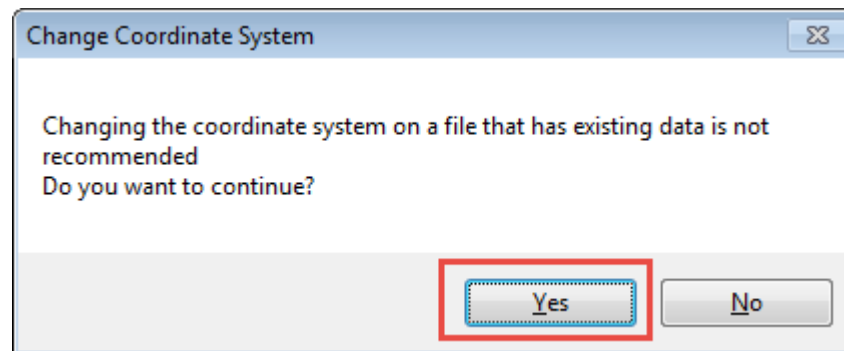 Change Coordinate System
Changing the coordinate system on a file that has existing data is not
recommended
Do you want to continue?
Yes
No